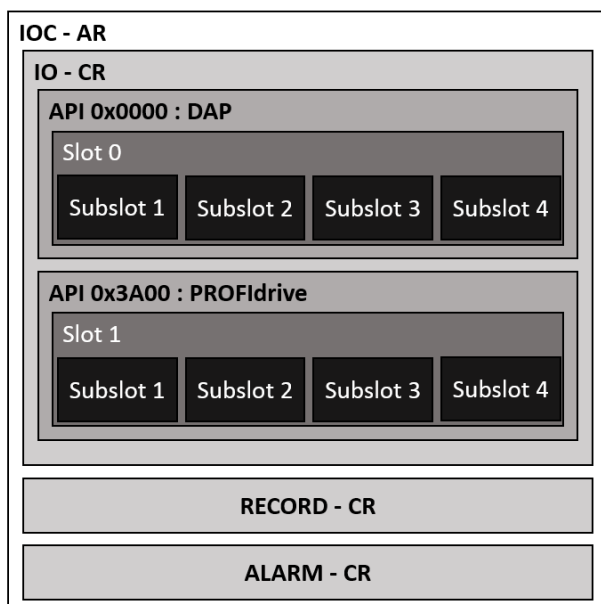 IOC - AR
IO - CR
API 0x0000 : DAP
Slot 0
Subslot 1 Subslot 2 Subslot 3 Subslot 4
API 0x3A00 : PROFIdrive
Slot 1
Subslot 1 Subslot 2 Subslot 3 Subslot 4
RECORD - CR
ALARM - CR